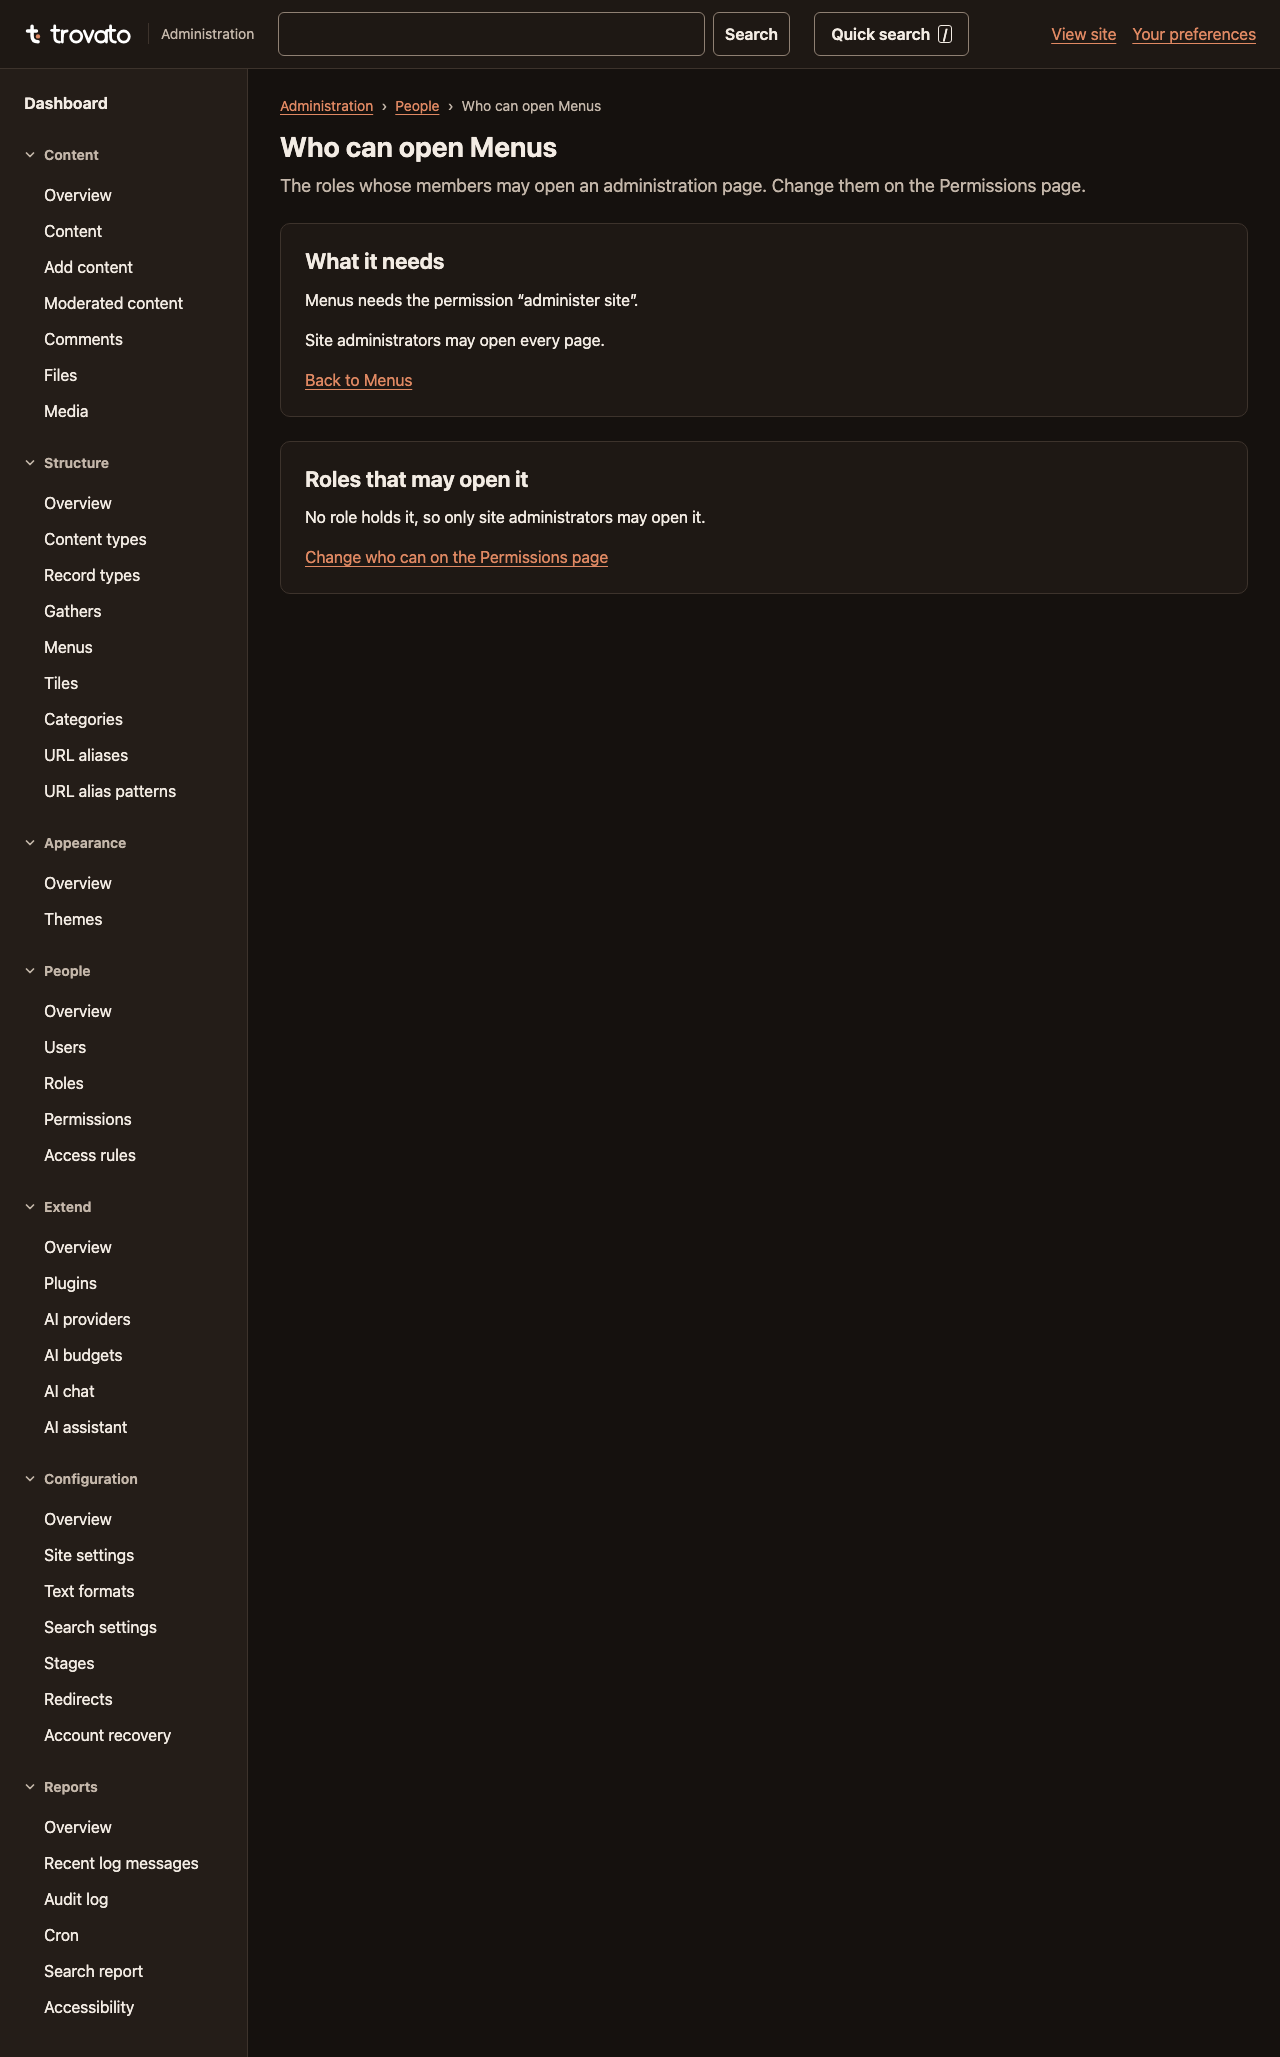 trovato
Administration
Search
Quick search /
View site
Your preferences
Dashboard
Content
Overview
Content
Add content
Moderated content
Comments
Files
Media
Structure
Overview
Content types
Record types
Gathers
Menus
Tiles
Categories
URL aliases
URL alias patterns
Appearance
Overview
Themes
People
Overview
Users
Roles
Permissions
Access rules
Extend
Overview
Plugins
AI providers
AI budgets
AI chat
AI assistant
Configuration
Overview
Site settings
Text formats
Search settings
Stages
Redirects
Account recovery
Reports
Overview
Recent log messages
Audit log
Cron
Search report
Accessibility
Administration › People › Who can open Menus
Who can open Menus
The roles whose members may open an administration page. Change them on the Permissions page.
What it needs
Menus needs the permission “administer site”.
Site administrators may open every page.
Back to Menus
Roles that may open it
No role holds it, so only site administrators may open it.
Change who can on the Permissions page